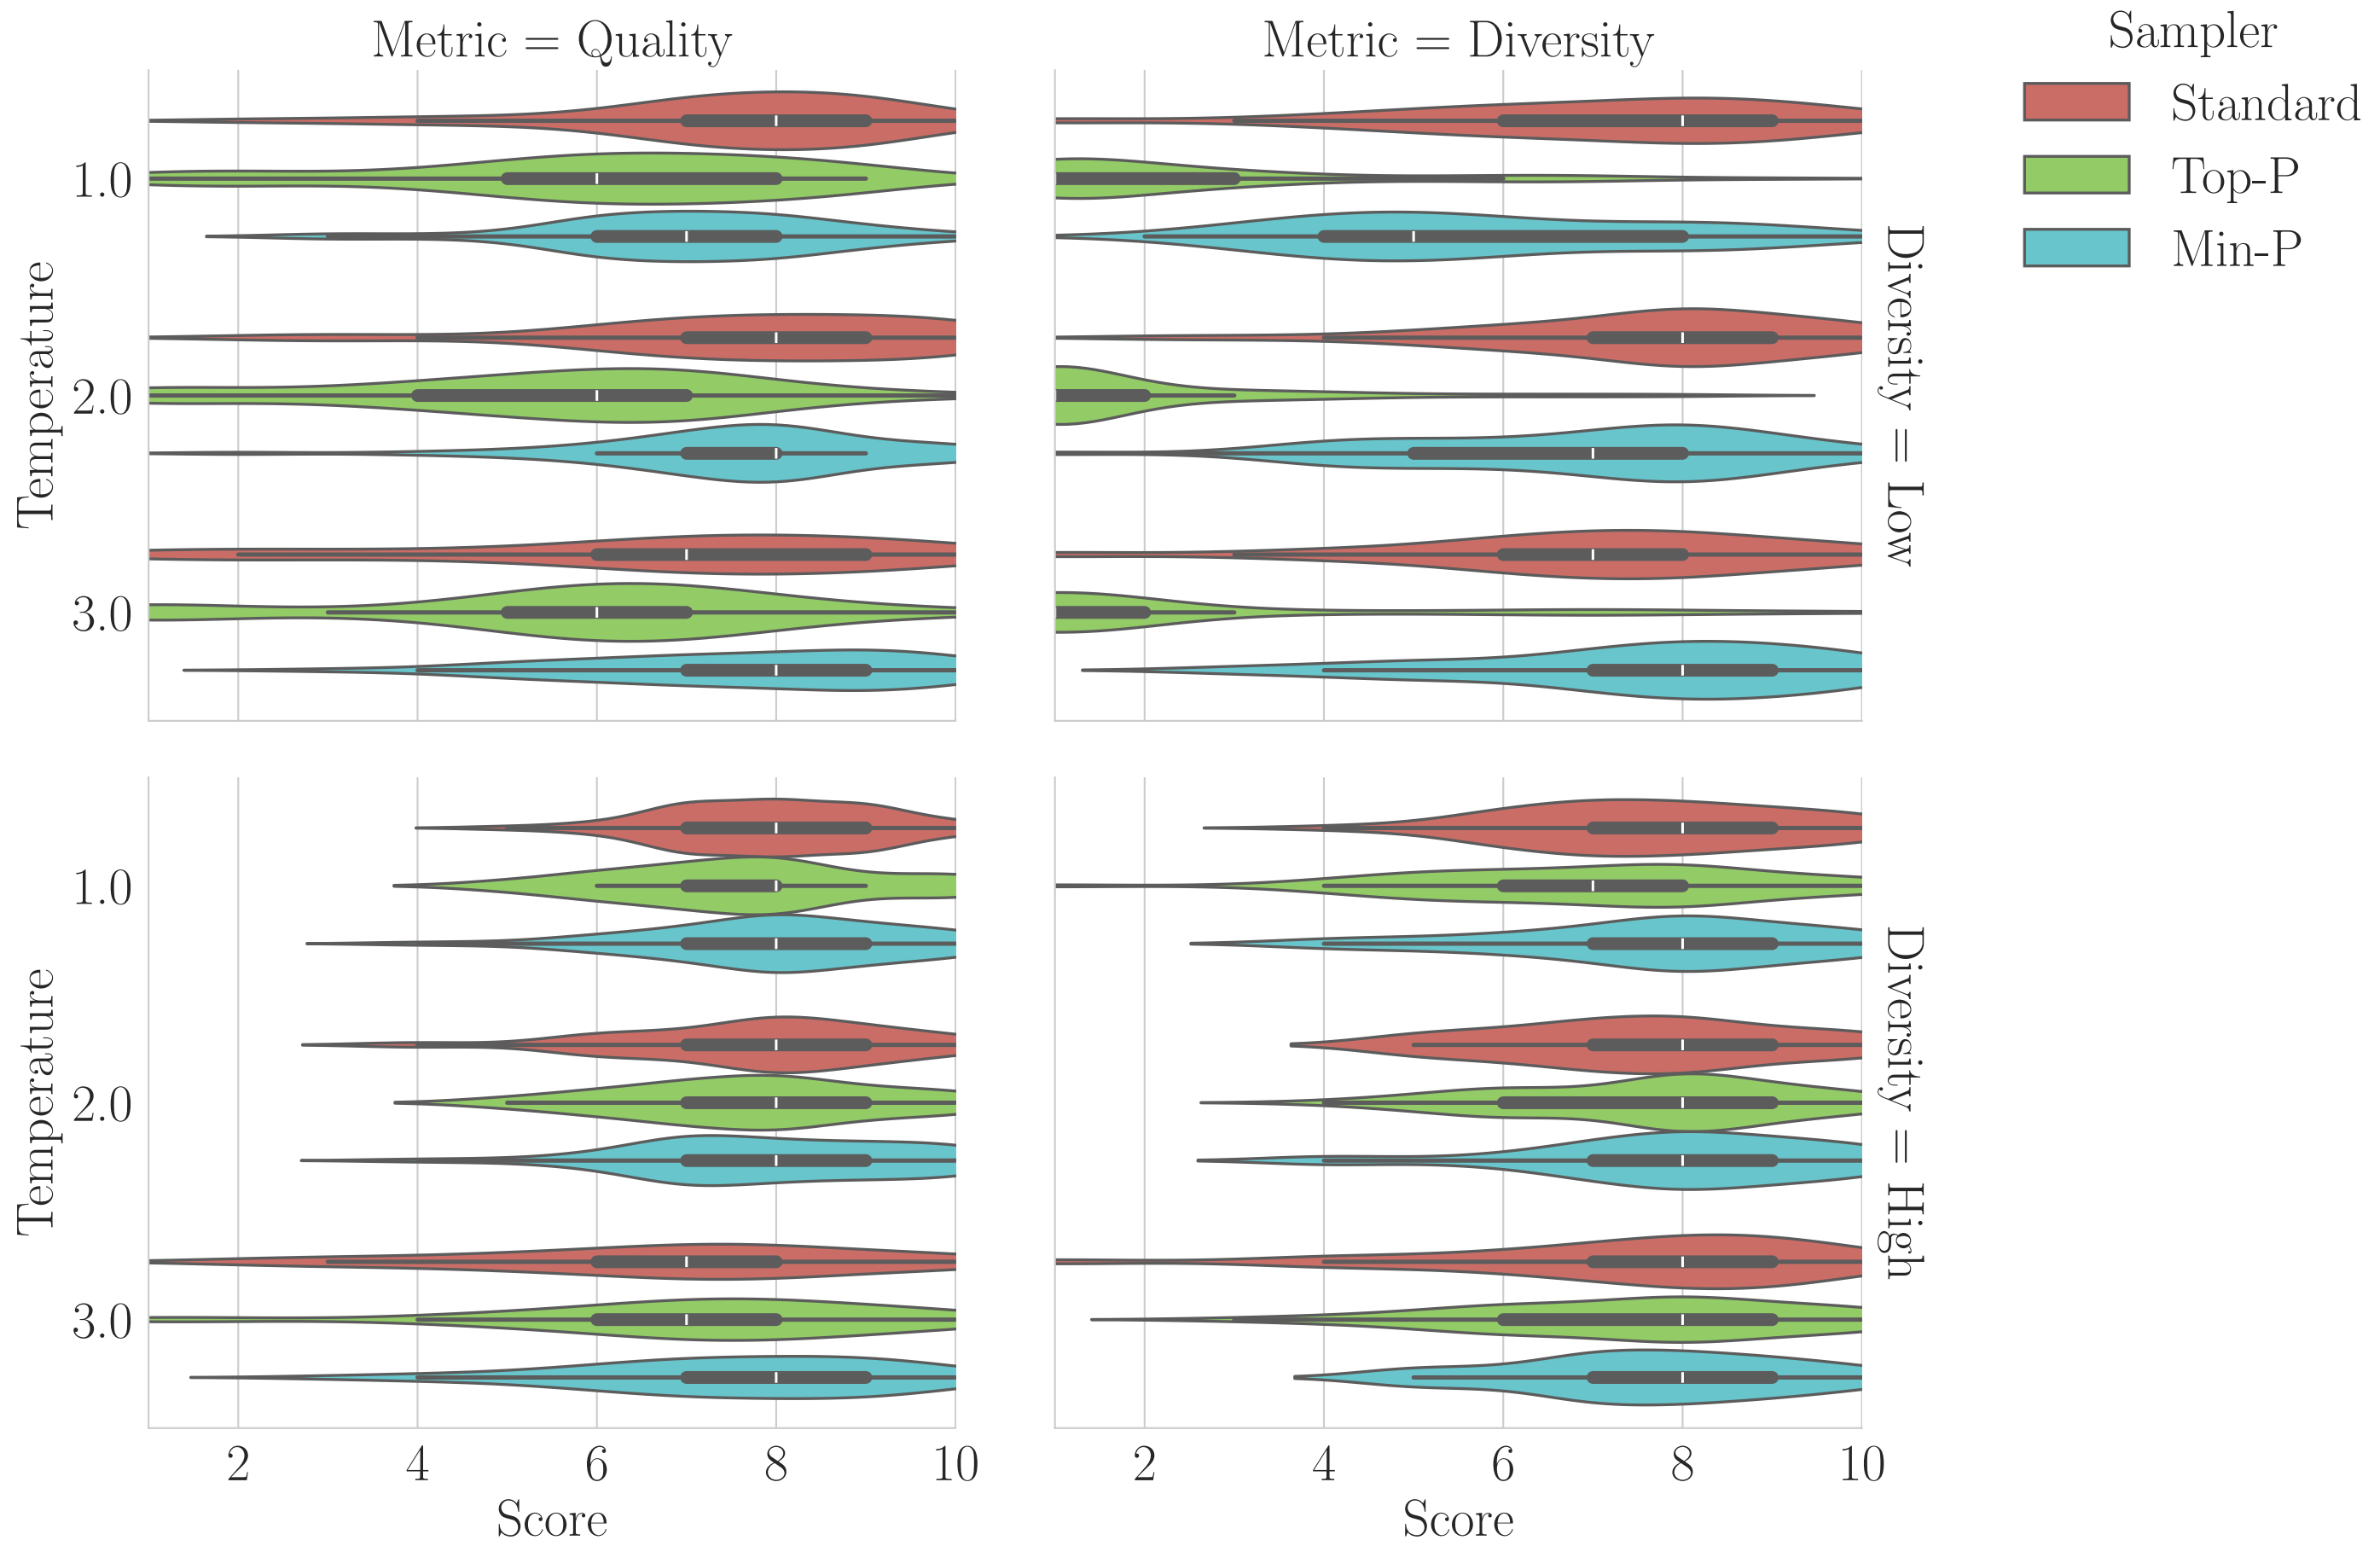 Metric = Quality
Metric = Diversity
Sampler
Standard
Top-P
Min-P
Temperature
1.0
2.0
3.0
Diversity = Low
Temperature
1.0
2.0
3.0
Diversity = High
2 4 6 8 10
2 4 6 8 10
Score
Score